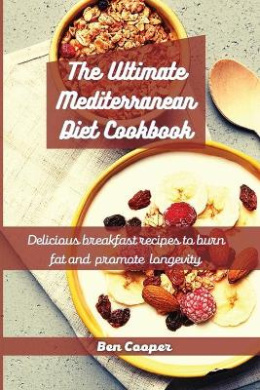 The Ultimate
Mediterranean
Diet Cookbook
Delicious breakfast recipes to burn
fat and promote longevity
Ben Cooper